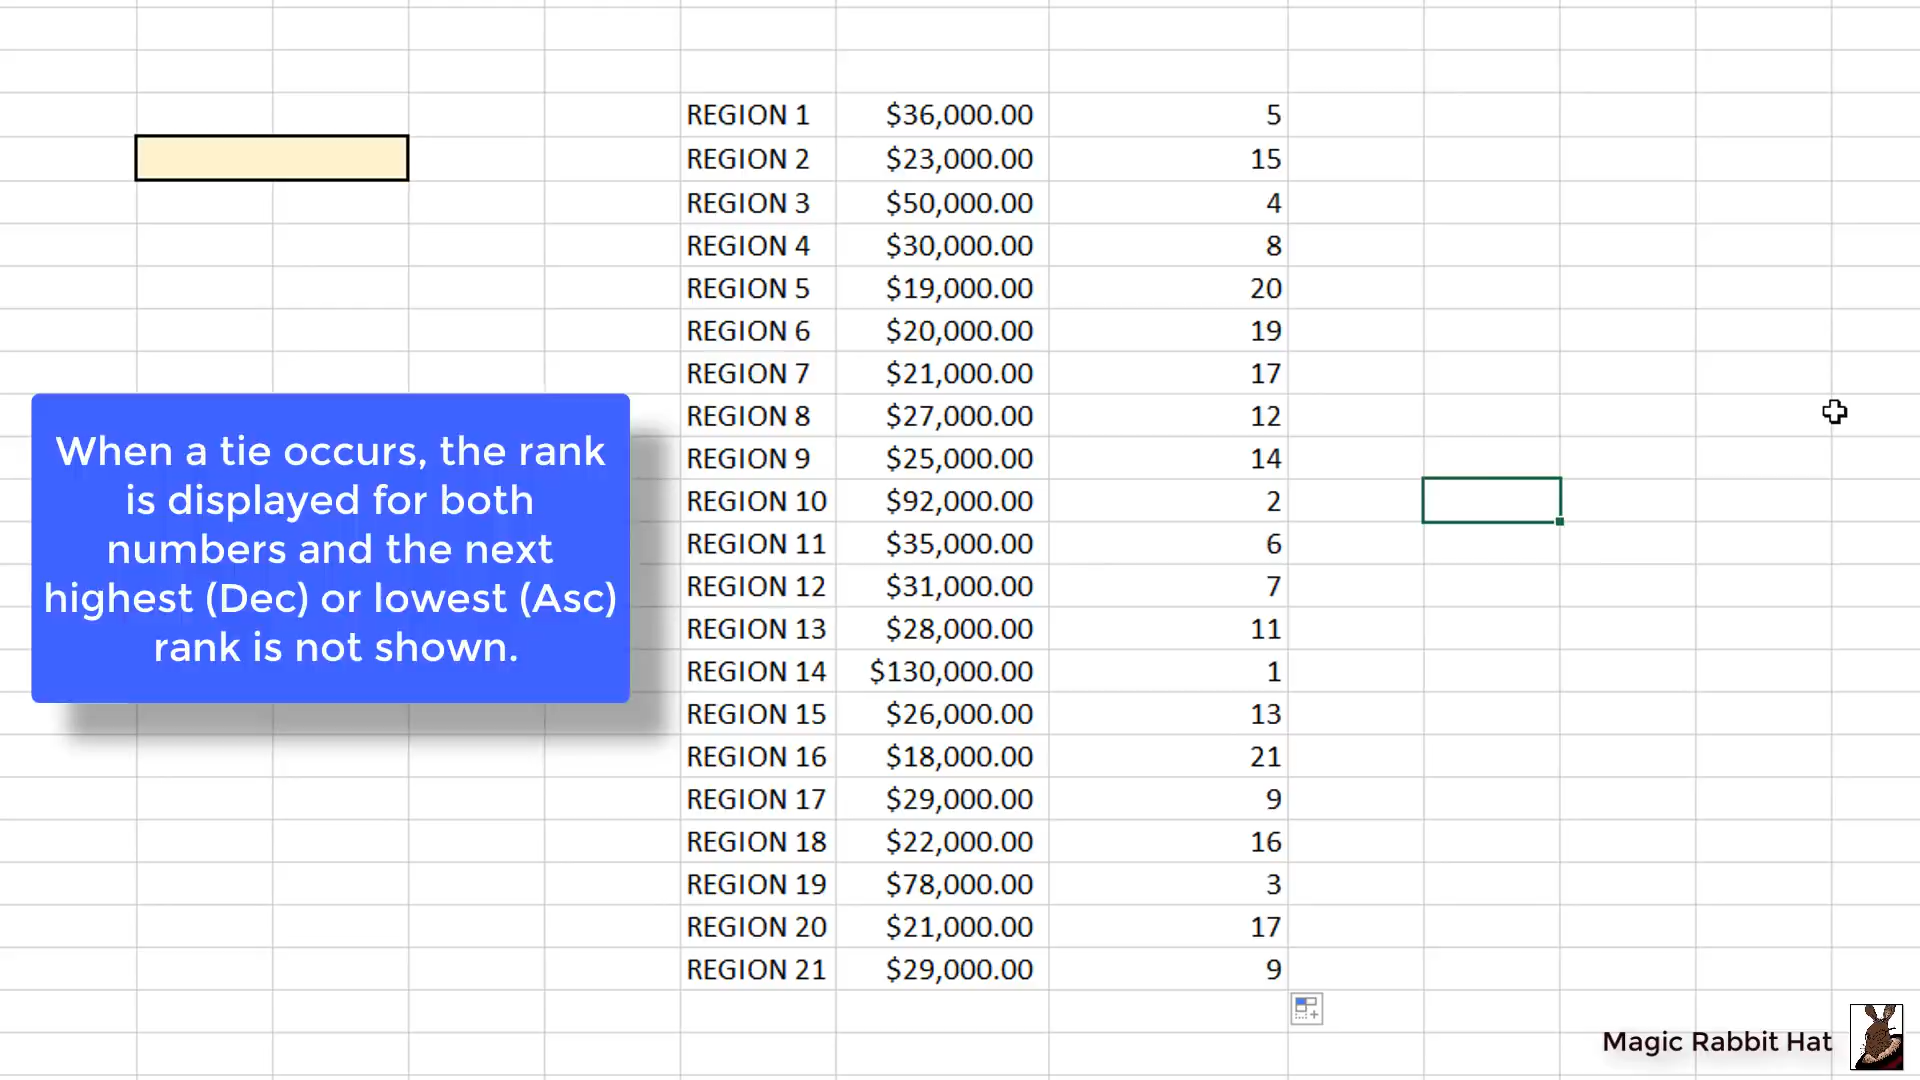 REGION 1 $36,000.00 5
REGION 2 $23,000.00 15
REGION 3 $50,000.00 4
REGION 4 $30,000.00 8
REGION 5 $19,000.00 20
REGION 6 $20,000.00 19
REGION 7 $21,000.00 17
REGION 8 $27,000.00 12
REGION 9 $25,000.00 14
REGION 10 $92,000.00 2
REGION 11 $35,000.00 6
REGION 12 $31,000.00 7
REGION 13 $28,000.00 11
REGION 14 $130,000.00 1
REGION 15 $26,000.00 13
REGION 16 $18,000.00 21
REGION 17 $29,000.00 9
REGION 18 $22,000.00 16
REGION 19 $78,000.00 3
REGION 20 $21,000.00 17
REGION 21 $29,000.00 9
When a tie occurs, the rank
is displayed for both
numbers and the next
highest (Dec) or lowest (Asc)
rank is not shown.
Magic Rabbit Hat